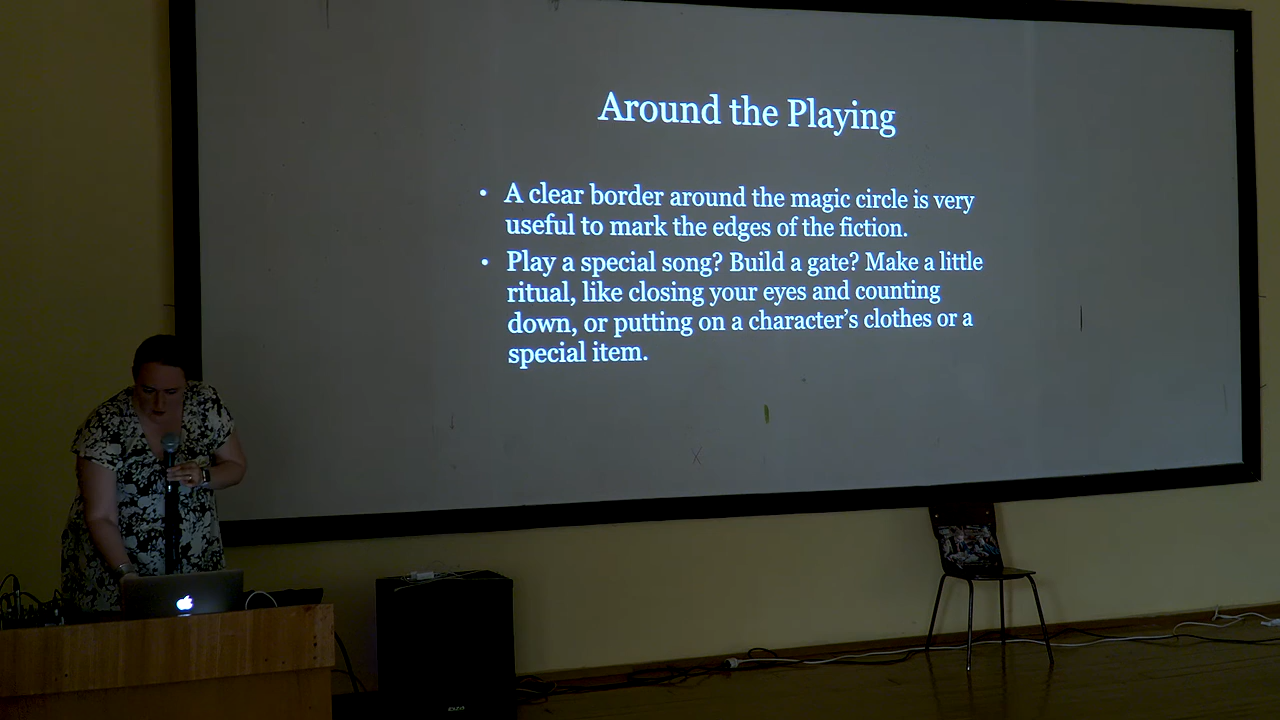 Around the Playing
• A clear border around the magic circle is very
useful to mark the edges of the fiction.
• Play a special song? Build a gate? Make a little
ritual, like closing your eyes and counting
down, or putting on a character’s clothes or a
special item.